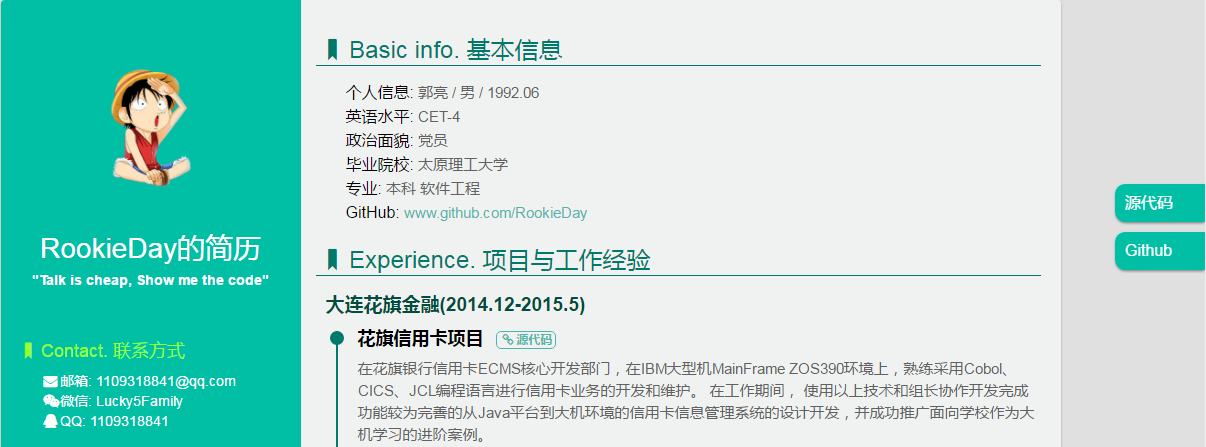 RookieDay的简历
"Talk is cheap, Show me the code"
Contact. 联系方式
邮箱: 1109318841@qq.com
微信: Lucky5Family
QQ: 1109318841
Basic info. 基本信息
个人信息: 郭亮 / 男 / 1992.06
英语水平: CET-4
政治面貌: 党员
毕业院校: 太原理工大学
专业: 本科 软件工程
GitHub: www.github.com/RookieDay
Experience. 项目与工作经验
大连花旗金融(2014.12-2015.5)
花旗信用卡项目 源代码
在花旗银行信用卡ECMS核心开发部门，在IBM大型机MainFrame ZOS390环境上，熟练采用Cobol、
CICS、JCL编程语言进行信用卡业务的开发和维护。 在工作期间， 使用以上技术和组长协作开发完成
功能较为完善的从Java平台到大机环境的信用卡信息管理系统的设计开发，并成功推广面向学校作为大
机学习的进阶案例。
源代码
Github